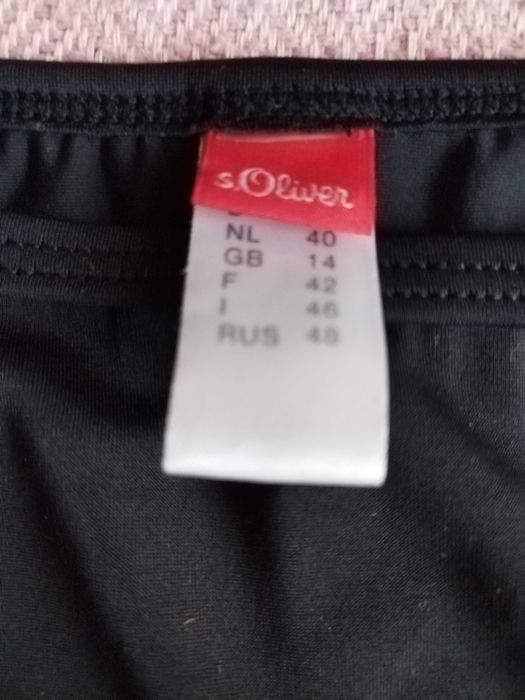 s.Oliver
NL 40
GB 14
F 42
I 46
RUS 48